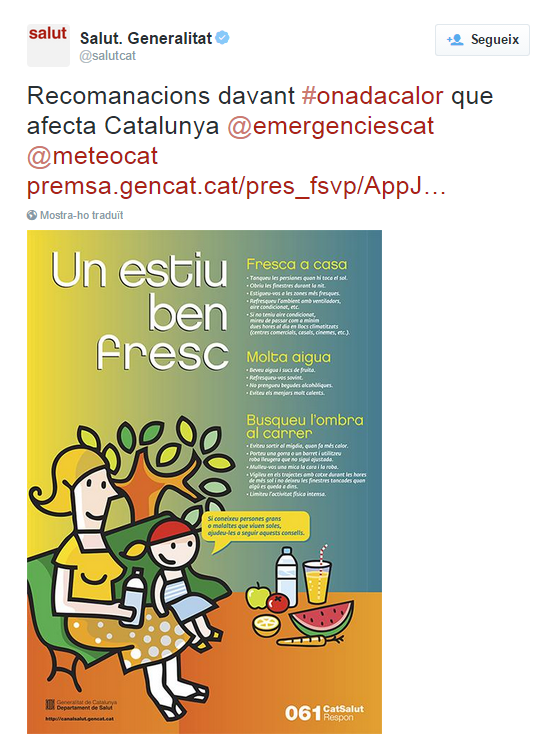 salut
Salut. Generalitat
@salutcat
Segueix
Recomanacions davant #onadacalor que
afecta Catalunya @emergenciescat
@meteocat
premsa.gencat.cat/pres_fsvp/AppJ…
Mostra-ho traduït
Un estiu
ben
fresc
Fresca a casa
• Tanqueu les persianes quan hi toca el sol.
• Obriu les finestres durant la nit.
• Estigueu-vos a les zones més fresques.
• Refresqueu l'ambient amb ventiladors,
aire condicionat, etc.
• Si no teniu aire condicionat,
mireu de passar com a mínim
dues hores al dia en llocs climatitzats
(centres comercials, casals, cinemes, etc.).
Molta aigua
• Beveu aigua i sucs de fruita.
• Refresqueu-vos sovint.
• No prengueu begudes alcohòliques.
• Eviteu els menjars molt calents.
Busqueu l'ombra
al carrer
• Eviteu sortir al migdia, quan fa més calor.
• Porteu una gorra o un barret i utilitzeu
roba lleugera que no sigui ajustada.
• Mulleu-vos una mica la cara i la roba.
• Vigileu en els trajectes amb cotxe durant les hores
de més sol i no deixeu les finestres tancades quan
algú es queda a dins.
• Limiteu l'activitat física intensa.
Si coneixeu persones grans
o malaltes que viuen soles,
ajudeu-les a seguir aquests consells.
Generalitat de Catalunya
Departament de Salut
http://canalsalut.gencat.cat
061 CatSalut
Respon